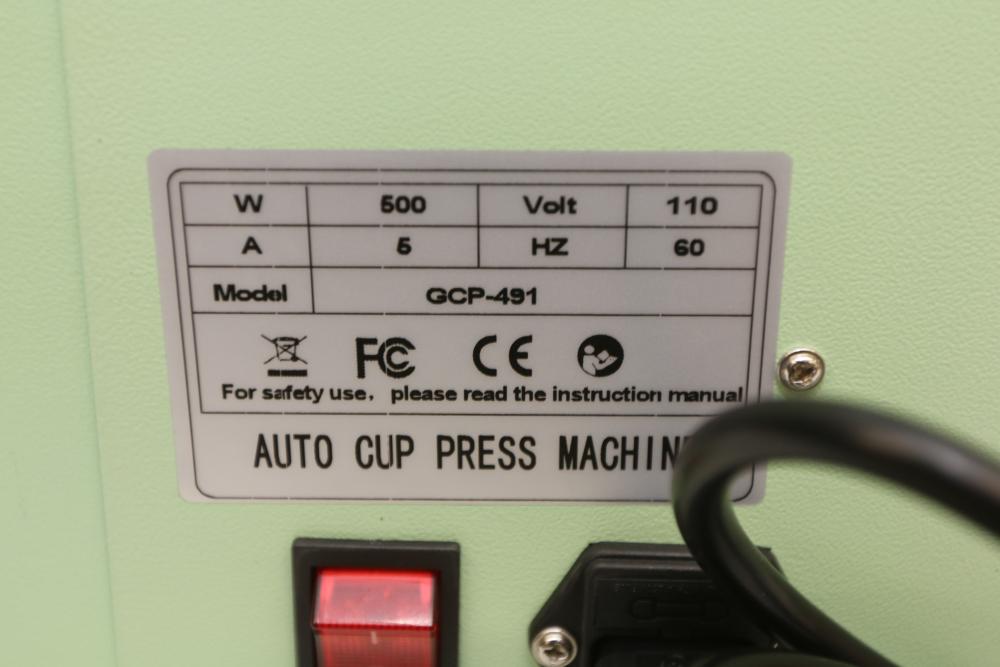 W 500 Volt 110
A 5 HZ 60
Model GCP-491
FC CE
For safety use, please read the instruction manual
AUTO CUP PRESS MACHIN